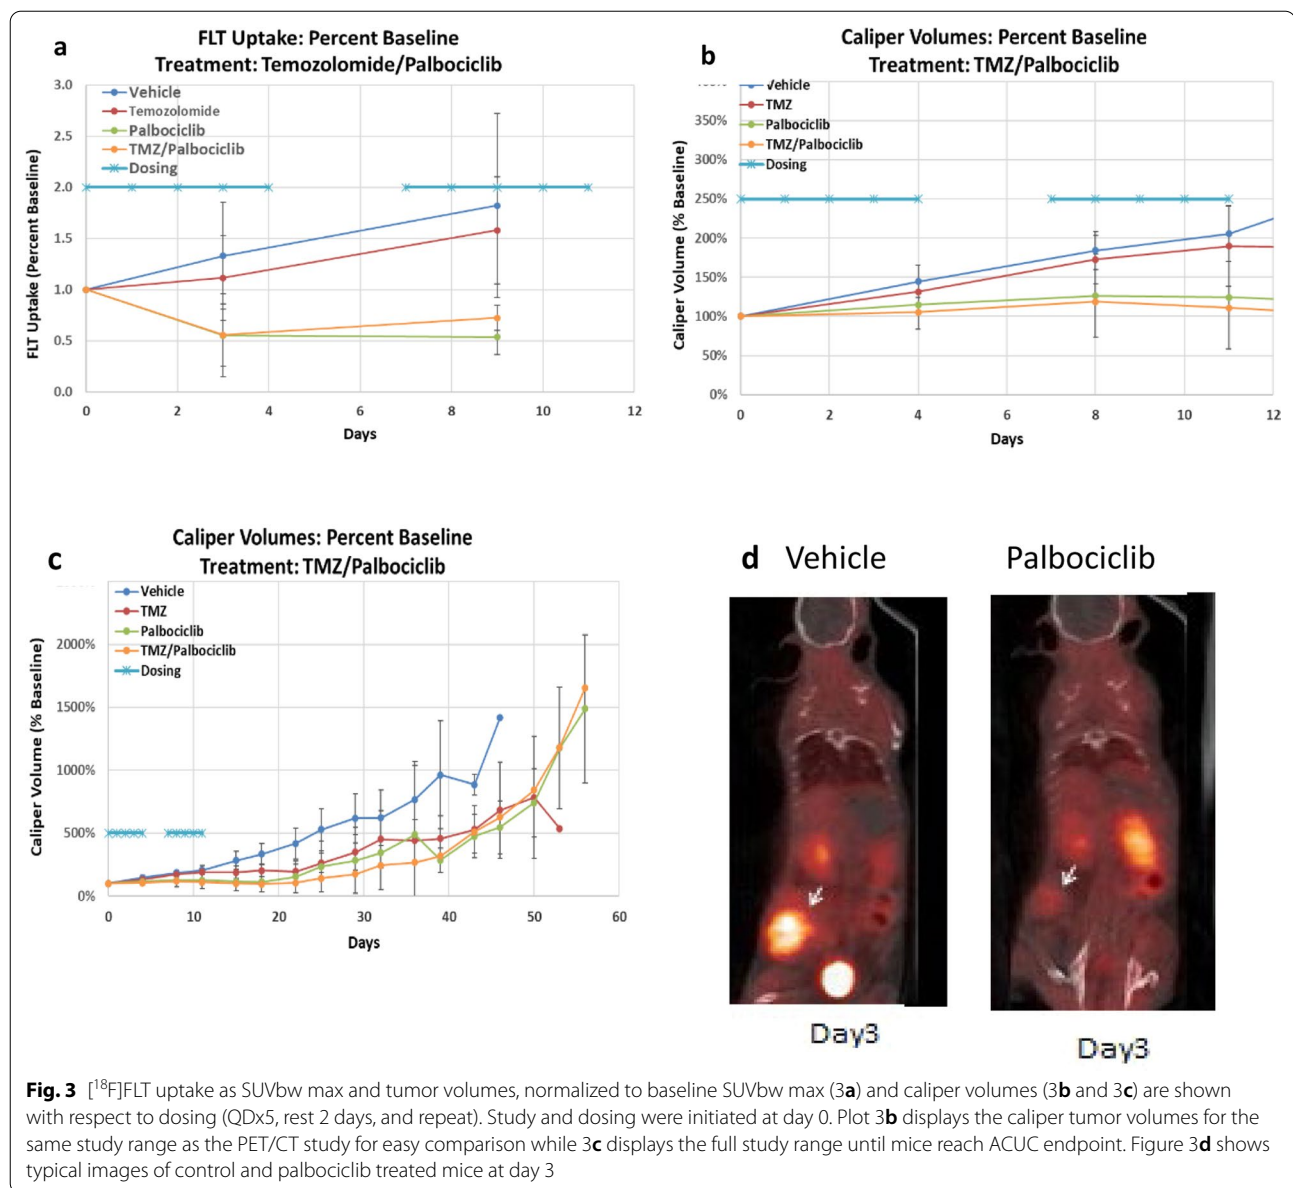 a
FLT Uptake: Percent Baseline
Treatment: Temozolomide/Palbociclib
3.0
2.5
2.0
1.5
1.0
0.5
0.0
FLT Uptake (Percent Baseline)
Vehicle
Temozolomide
Palbociclib
TMZ/Palbociclib
Dosing
0 2 4 6 8 10 12
Days
b
Caliper Volumes: Percent Baseline
Treatment: TMZ/Palbociclib
400%
350%
300%
250%
200%
150%
100%
50%
0%
Caliper Volume (% Baseline)
Vehicle
TMZ
Palbociclib
TMZ/Palbociclib
Dosing
0 2 4 6 8 10 12
Days
c
Caliper Volumes: Percent Baseline
Treatment: TMZ/Palbociclib
2000%
1500%
1000%
500%
0%
Caliper Volume (% Baseline)
Vehicle
TMZ
Palbociclib
TMZ/Palbociclib
Dosing
0 10 20 30 40 50 60
Days
d Vehicle Palbociclib
Day3
Day3
Fig. 3 [¹⁸F]FLT uptake as SUVbw max and tumor volumes, normalized to baseline SUVbw max (3a) and caliper volumes (3b and 3c) are shown
with respect to dosing (QDx5, rest 2 days, and repeat). Study and dosing were initiated at day 0. Plot 3b displays the caliper tumor volumes for the
same study range as the PET/CT study for easy comparison while 3c displays the full study range until mice reach ACUC endpoint. Figure 3d shows
typical images of control and palbociclib treated mice at day 3